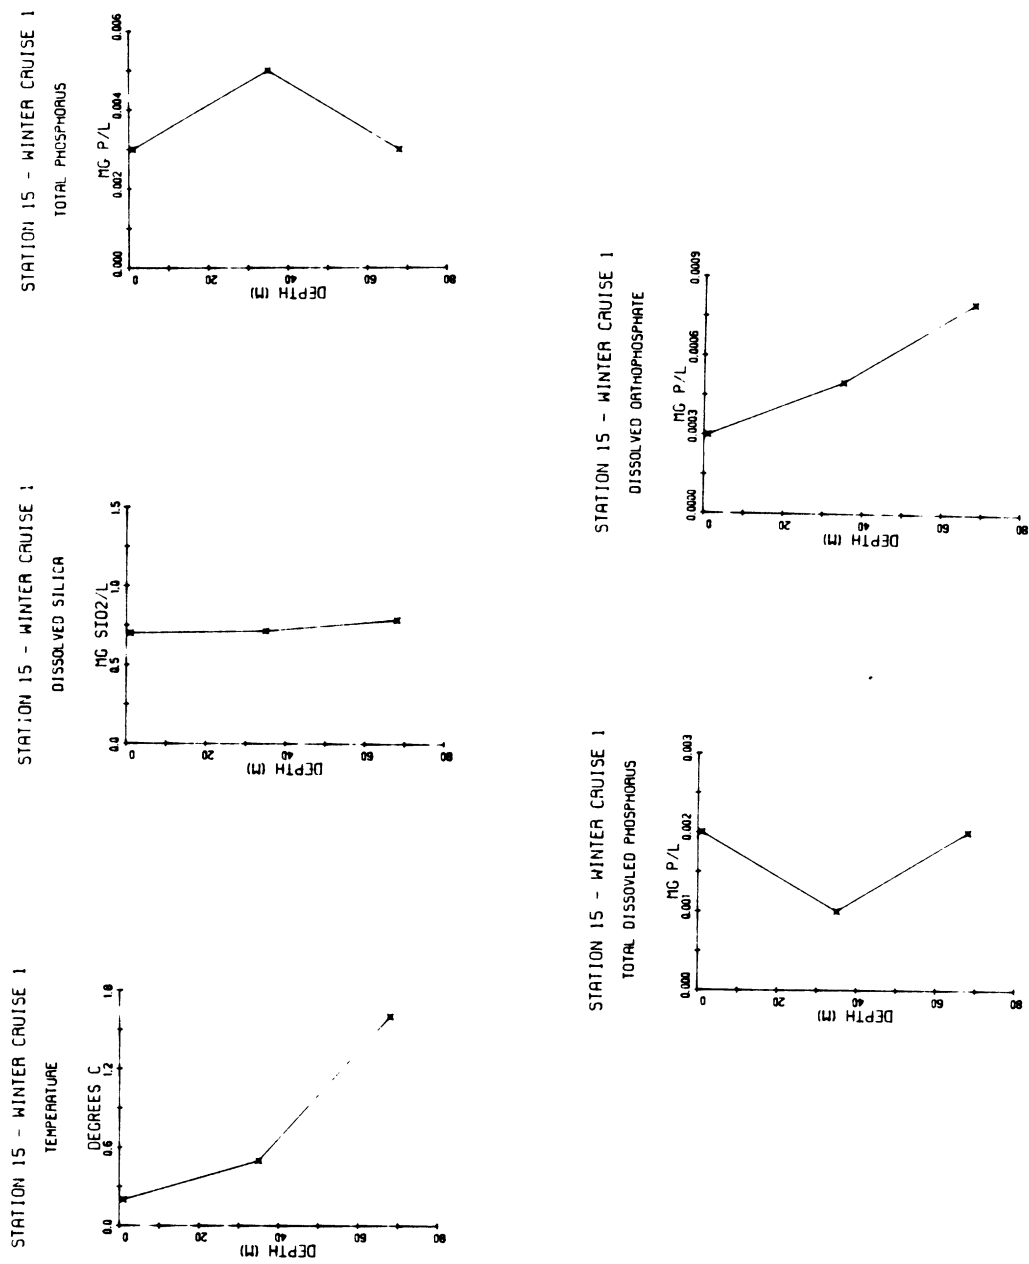 STATION 15 - WINTER CRUISE 1
TEMPERATURE
DEGREES C
0.0 0.6 1.2 1.8
0
20
40
60
80
DEPTH (M)
STATION 15 - WINTER CRUISE 1
DISSOLVED SILICA
MG SIO2/L
0.0 0.5 1.0 1.5
0
20
40
60
80
DEPTH (M)
STATION 15 - WINTER CRUISE 1
TOTAL PHOSPHORUS
MG P/L
0.000 0.002 0.004 0.006
0
20
40
60
80
DEPTH (M)
STATION 15 - WINTER CRUISE 1
TOTAL DISSOVLED PHOSPHORUS
MG P/L
0.000 0.001 0.002 0.003
0
20
40
60
80
DEPTH (M)
STATION 15 - WINTER CRUISE 1
DISSOLVED ORTHOPHOSPHATE
MG P/L
0.0000 0.0003 0.0006 0.0009
0
20
40
60
80
DEPTH (M)